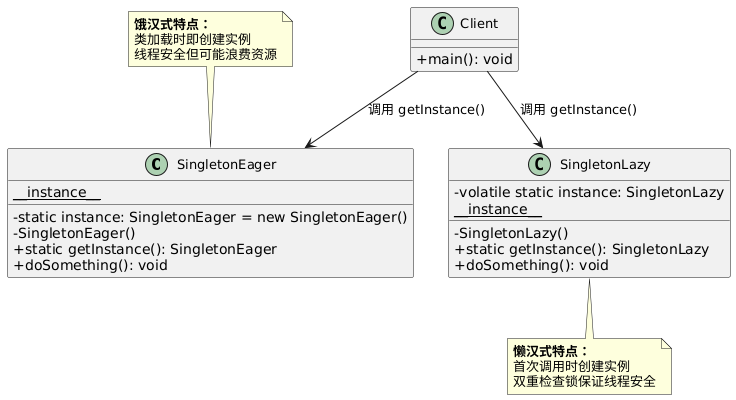 饿汉式特点：
类加载时即创建实例
线程安全但可能浪费资源
C Client
+main(): void
调用 getInstance()
调用 getInstance()
C SingletonEager
__instance__
-static instance: SingletonEager = new SingletonEager()
-SingletonEager()
+static getInstance(): SingletonEager
+doSomething(): void
C SingletonLazy
-volatile static instance: SingletonLazy
__instance__
-SingletonLazy()
+static getInstance(): SingletonLazy
+doSomething(): void
懒汉式特点：
首次调用时创建实例
双重检查锁保证线程安全